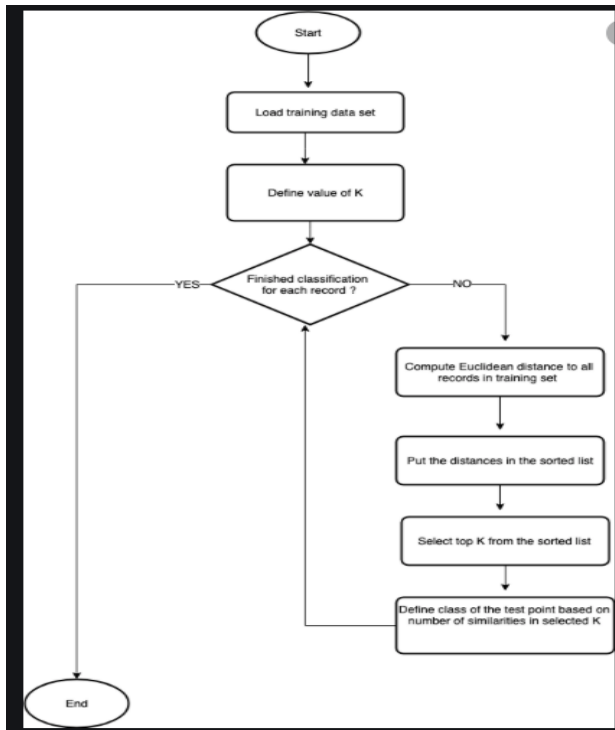 Start
Load training data set
Define value of K
Finished classification
for each record ?
YES
NO
Compute Euclidean distance to all
records in training set
Put the distances in the sorted list
Select top K from the sorted list
Define class of the test point based on
number of similarities in selected K
End